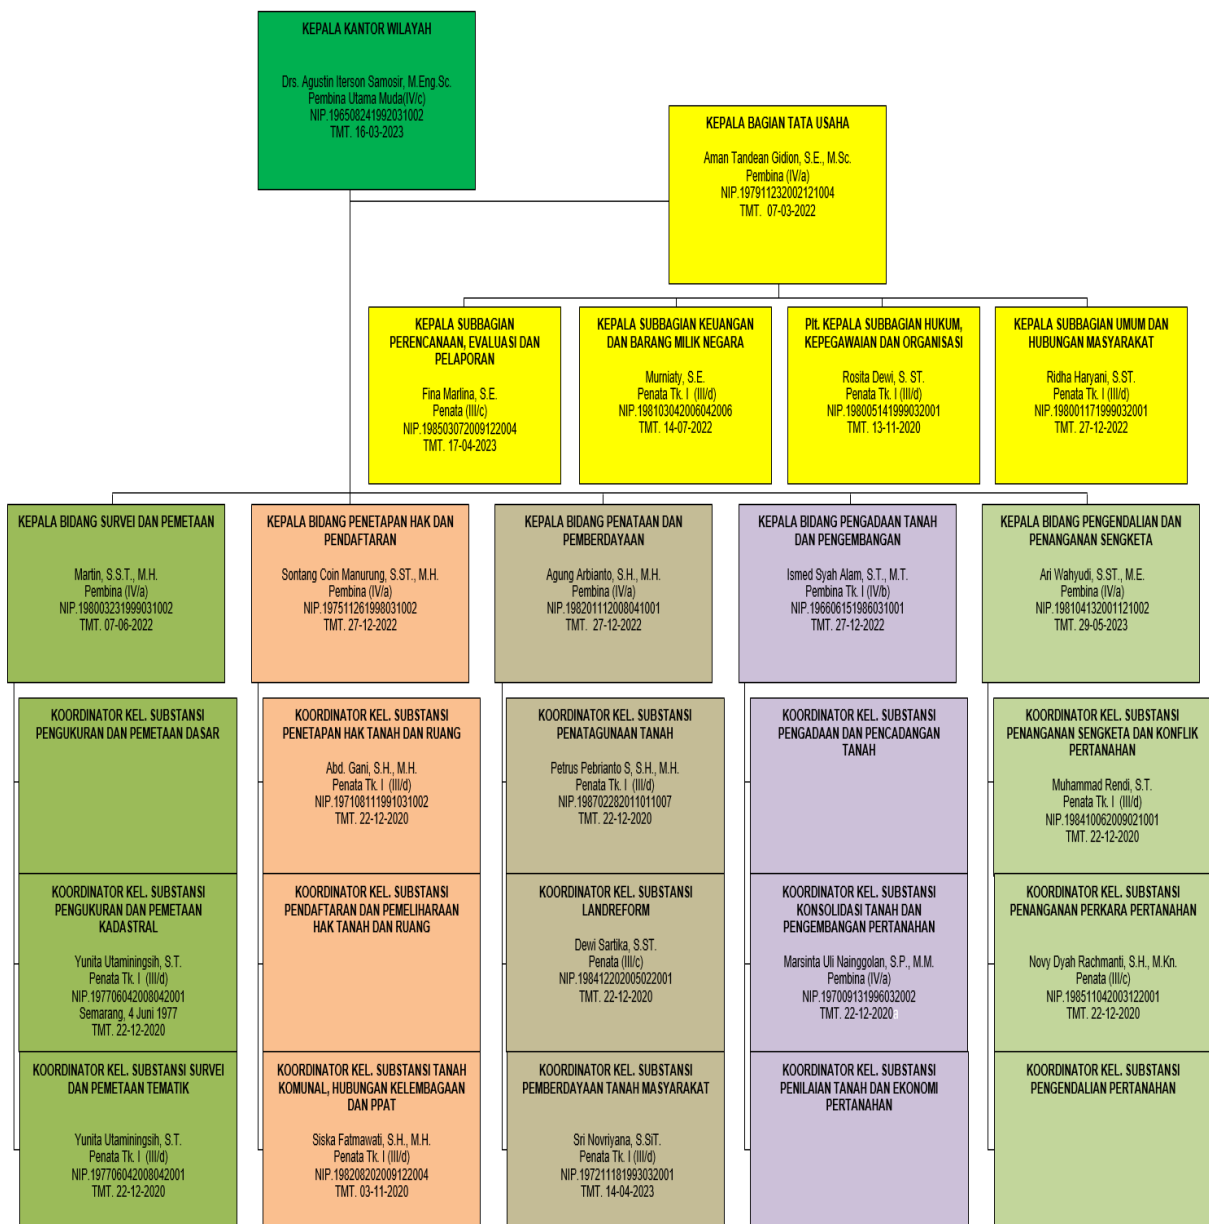 KEPALA KANTOR WILAYAH
Drs. Agustin Iterson Samosir, M.Eng.Sc.
Pembina Utama Muda(IV/c)
NIP.196508241992031002
TMT. 16-03-2023
KEPALA BAGIAN TATA USAHA
Aman Tandean Gidion, S.E., M.Sc.
Pembina (IV/a)
NIP.197911232002121004
TMT.  07-03-2022
KEPALA SUBBAGIAN
PERENCANAAN, EVALUASI DAN
PELAPORAN
Fina Marlina, S.E.
Penata (III/c)
NIP.198503072009122004
TMT. 17-04-2023
KEPALA SUBBAGIAN KEUANGAN
DAN BARANG MILIK NEGARA
Murniaty, S.E.
Penata Tk. I  (III/d)
NIP.198103042006042006
TMT. 14-07-2022
Plt. KEPALA SUBBAGIAN HUKUM,
KEPEGAWAIAN DAN ORGANISASI
Rosita Dewi, S. ST.
Penata Tk. I (III/d)
NIP.198005141999032001
TMT. 13-11-2020
KEPALA SUBBAGIAN UMUM DAN
HUBUNGAN MASYARAKAT
Ridha Haryani, S.ST.
Penata Tk. I (III/d)
NIP.198001171999032001
TMT. 27-12-2022
KEPALA BIDANG SURVEI DAN PEMETAAN
Martin, S.S.T., M.H.
Pembina (IV/a)
NIP.198003231999031002
TMT. 07-06-2022
KEPALA BIDANG PENETAPAN HAK DAN
PENDAFTARAN
Sontang Coin Manurung, S.ST., M.H.
Pembina (IV/a)
NIP.197511261998031002
TMT. 27-12-2022
KEPALA BIDANG PENATAAN DAN
PEMBERDAYAAN
Agung Arbianto, S.H., M.H.
Pembina (IV/a)
NIP.198201112008041001
TMT.  27-12-2022
KEPALA BIDANG PENGADAAN TANAH
DAN PENGEMBANGAN
Ismed Syah Alam, S.T., M.T.
Pembina Tk. I (IV/b)
NIP.196606151986031001
TMT. 27-12-2022
KEPALA BIDANG PENGENDALIAN DAN
PENANGANAN SENGKETA
Ari Wahyudi, S.ST., M.E.
Pembina (IV/a)
NIP.198104132001121002
TMT. 29-05-2023
KOORDINATOR KEL. SUBSTANSI
PENGUKURAN DAN PEMETAAN DASAR
KOORDINATOR KEL. SUBSTANSI
PENETAPAN HAK TANAH DAN RUANG
Abd. Gani, S.H., M.H.
Penata Tk. I  (III/d)
NIP.197108111991031002
TMT. 22-12-2020
KOORDINATOR KEL. SUBSTANSI
PENATAGUNAAN TANAH
Petrus Pebrianto S, S.H., M.H.
Penata Tk. I  (III/d)
NIP.198702282011011007
TMT. 22-12-2020
KOORDINATOR KEL. SUBSTANSI
PENGADAAN DAN PENCADANGAN
TANAH
KOORDINATOR KEL. SUBSTANSI
PENANGANAN SENGKETA DAN KONFLIK
PERTANAHAN
Muhammad Rendi, S.T.
Penata Tk. I  (III/d)
NIP.198410062009021001
TMT. 22-12-2020
KOORDINATOR KEL. SUBSTANSI
PENGUKURAN DAN PEMETAAN
KADASTRAL
Yunita Utaminingsih, S.T.
Penata Tk. I  (III/d)
NIP.197706042008042001
Semarang, 4 Juni 1977
TMT. 22-12-2020
KOORDINATOR KEL. SUBSTANSI
PENDAFTARAN DAN PEMELIHARAAN
HAK TANAH DAN RUANG
KOORDINATOR KEL. SUBSTANSI
LANDREFORM
Dewi Sartika, S.ST.
Penata (III/c)
NIP.198412202005022001
TMT. 22-12-2020
KOORDINATOR KEL. SUBSTANSI
KONSOLIDASI TANAH DAN
PENGEMBANGAN PERTANAHAN
Marsinta Uli Nainggolan, S.P., M.M.
Pembina (IV/a)
NIP.197009131996032002
TMT. 22-12-2020
KOORDINATOR KEL. SUBSTANSI
PENANGANAN PERKARA PERTANAHAN
Novy Dyah Rachmanti, S.H., M.Kn.
Penata (III/c)
NIP.198511042003122001
TMT. 22-12-2020
KOORDINATOR KEL. SUBSTANSI SURVEI
DAN PEMETAAN TEMATIK
Yunita Utaminingsih, S.T.
Penata Tk. I  (III/d)
NIP.197706042008042001
TMT. 22-12-2020
KOORDINATOR KEL. SUBSTANSI TANAH
KOMUNAL, HUBUNGAN KELEMBAGAAN
DAN PPAT
Siska Fatmawati, S.H., M.H.
Penata Tk. I (III/d)
NIP.198208202009122004
TMT. 03-11-2020
KOORDINATOR KEL. SUBSTANSI
PEMBERDAYAAN TANAH MASYARAKAT
Sri Novriyana, S.SiT.
Penata Tk. I (III/d)
NIP.197211181993032001
TMT. 14-04-2023
KOORDINATOR KEL. SUBSTANSI
PENILAIAN TANAH DAN EKONOMI
PERTANAHAN
KOORDINATOR KEL. SUBSTANSI
PENGENDALIAN PERTANAHAN